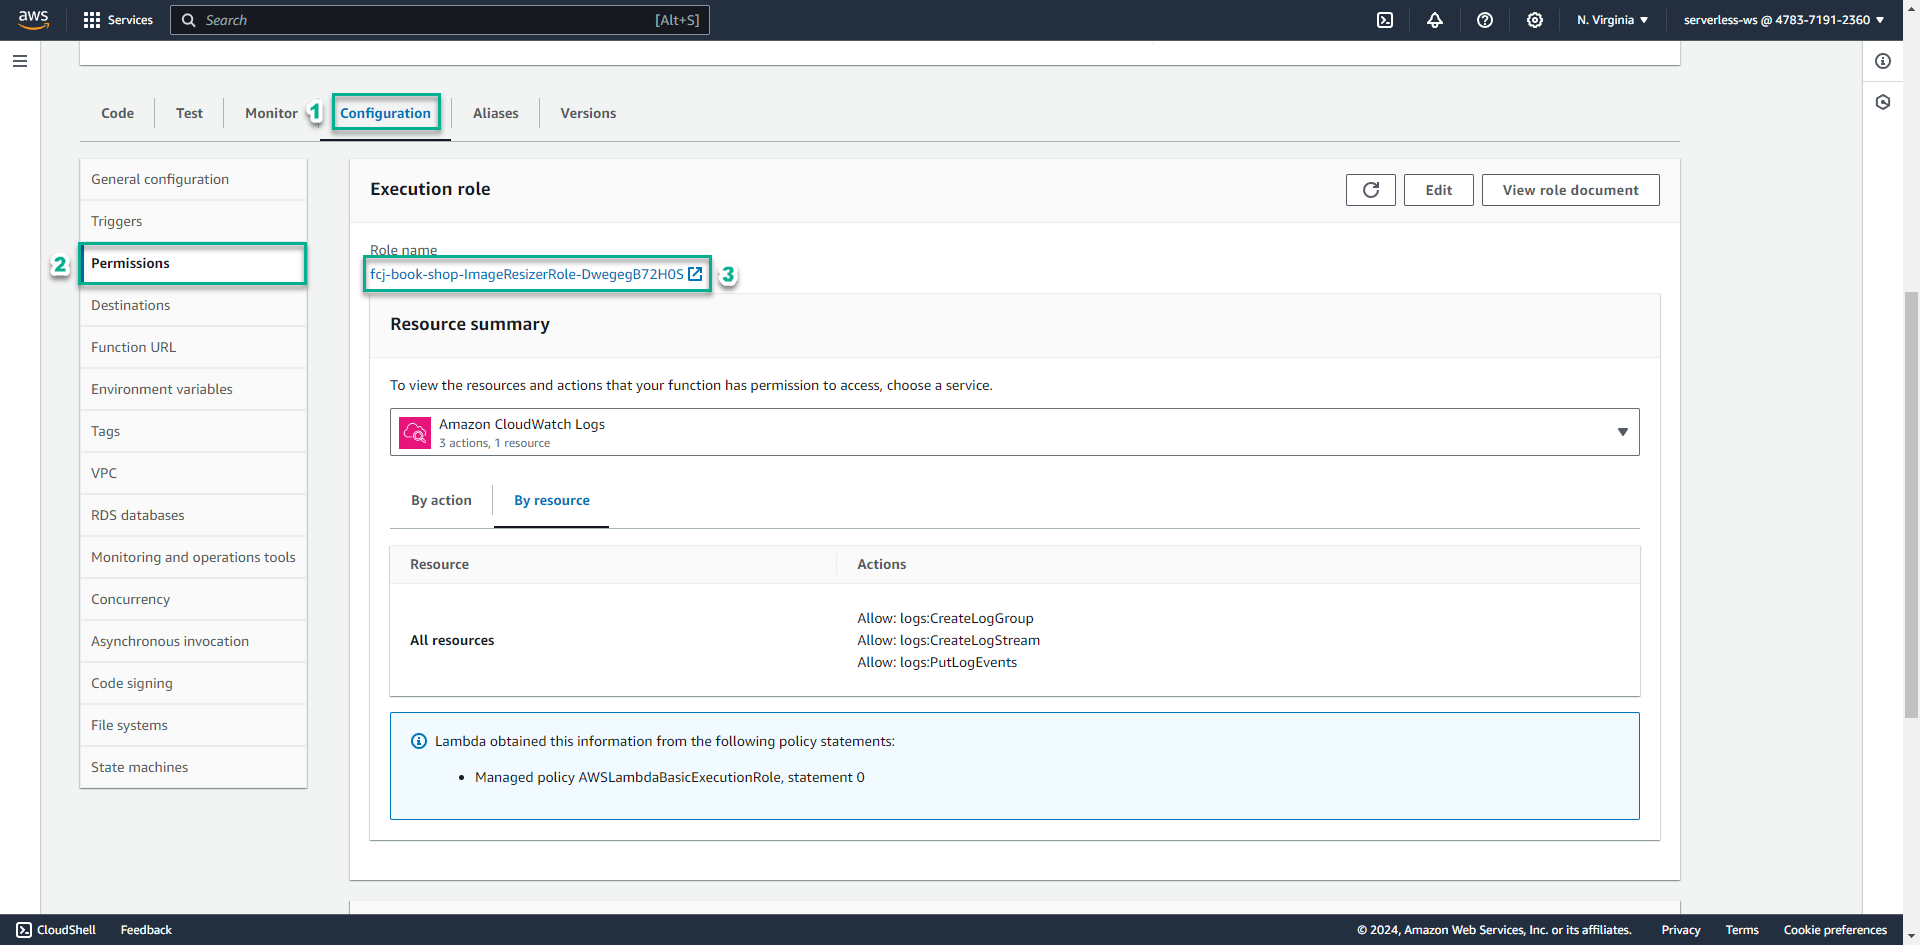 aws Services Search [Alt+S] N. Virginia ▼ serverless-ws @ 4783-7191-2360 ▼
Code Test Monitor 1 Configuration Aliases Versions
General configuration
Triggers
2 Permissions
Destinations
Function URL
Environment variables
Tags
VPC
RDS databases
Monitoring and operations tools
Concurrency
Asynchronous invocation
Code signing
File systems
State machines
Execution role Edit View role document
Role name
fcj-book-shop-ImageResizerRole-DwegegB72H0S 3
Resource summary
To view the resources and actions that your function has permission to access, choose a service.
Amazon CloudWatch Logs
3 actions, 1 resource
By action By resource
Resource Actions
All resources
Allow: logs:CreateLogGroup
Allow: logs:CreateLogStream
Allow: logs:PutLogEvents
Lambda obtained this information from the following policy statements:
• Managed policy AWSLambdaBasicExecutionRole, statement 0
CloudShell Feedback © 2024, Amazon Web Services, Inc. or its affiliates. Privacy Terms Cookie preferences